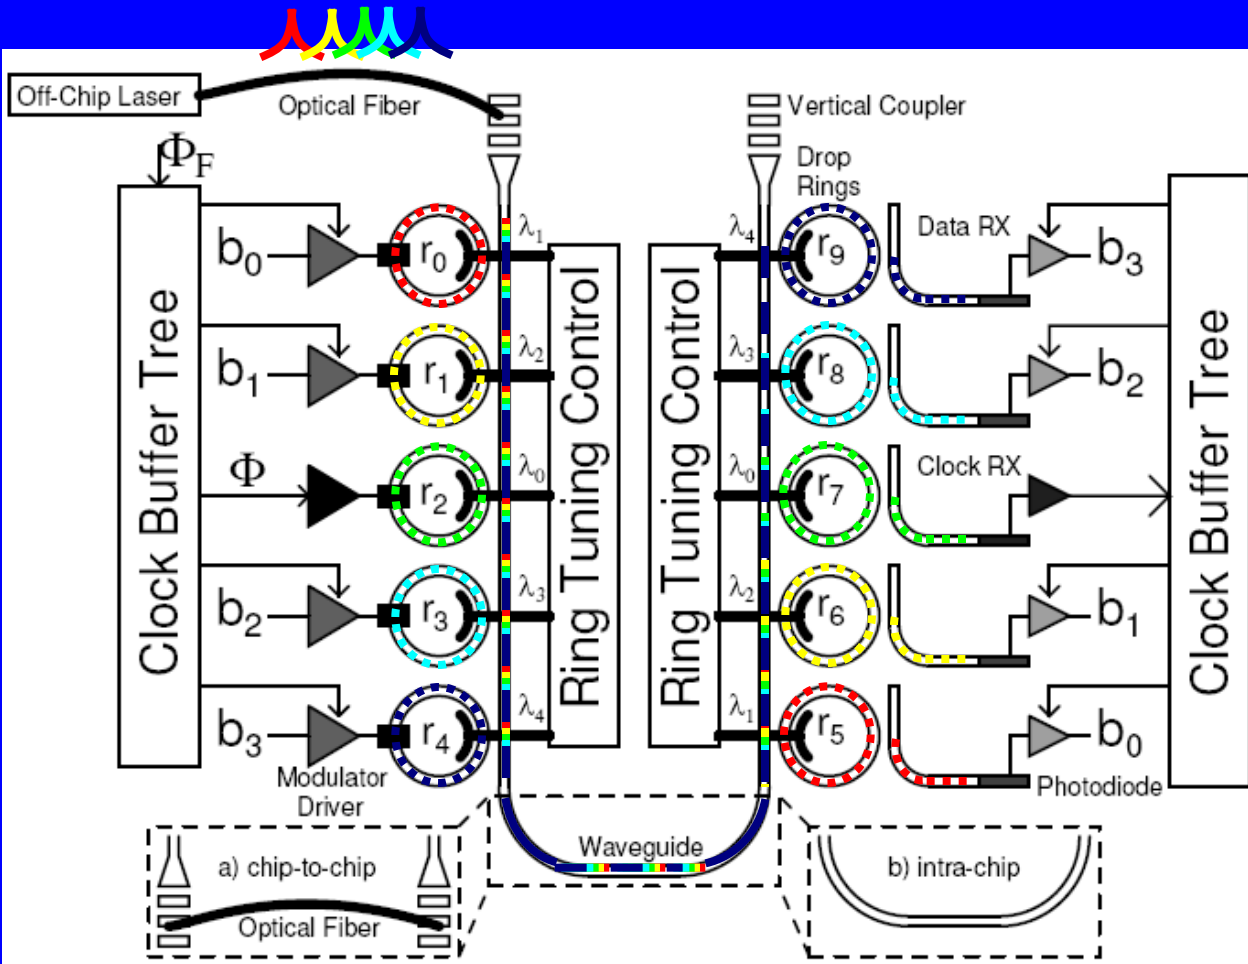 Off-Chip Laser
Optical Fiber
Vertical Coupler
Φ_F
Drop
Rings
Clock Buffer Tree
b0
r0
λ1
λ4
r9
Data RX
b3
b1
r1
λ2
λ3
r8
b2
Φ
r2
λ0
λ0
r7
Clock RX
b2
r3
λ3
λ2
r6
b1
b3
r4
λ4
λ1
r5
b0
Ring Tuning Control
Ring Tuning Control
Clock Buffer Tree
Modulator
Driver
Photodiode
Waveguide
a) chip-to-chip
Optical Fiber
b) intra-chip